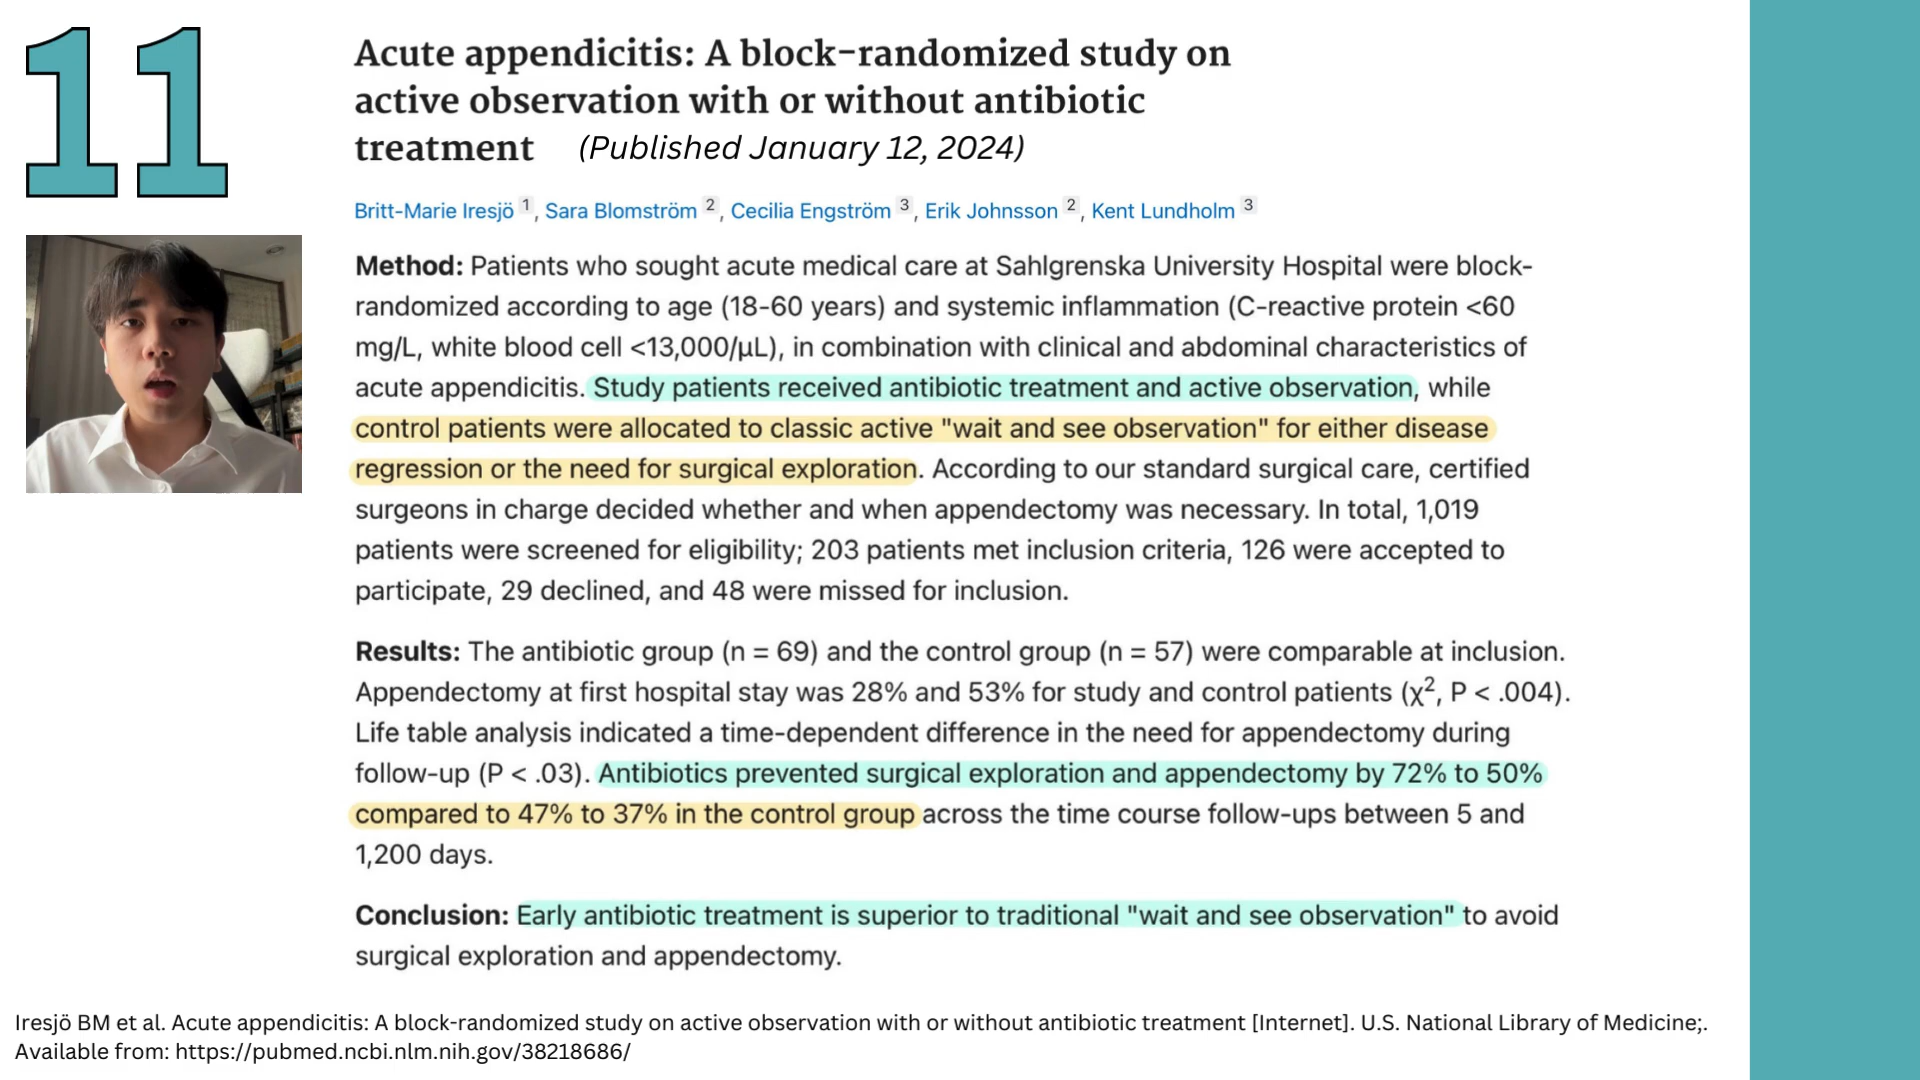 11
Acute appendicitis: A block-randomized study on
active observation with or without antibiotic
treatment (Published January 12, 2024)
Britt-Marie Iresjö 1, Sara Blomström 2, Cecilia Engström 3, Erik Johnsson 2, Kent Lundholm 3
Method: Patients who sought acute medical care at Sahlgrenska University Hospital were block-
randomized according to age (18-60 years) and systemic inflammation (C-reactive protein <60
mg/L, white blood cell <13,000/μL), in combination with clinical and abdominal characteristics of
acute appendicitis. Study patients received antibiotic treatment and active observation, while
control patients were allocated to classic active "wait and see observation" for either disease
regression or the need for surgical exploration. According to our standard surgical care, certified
surgeons in charge decided whether and when appendectomy was necessary. In total, 1,019
patients were screened for eligibility; 203 patients met inclusion criteria, 126 were accepted to
participate, 29 declined, and 48 were missed for inclusion.
Results: The antibiotic group (n = 69) and the control group (n = 57) were comparable at inclusion.
Appendectomy at first hospital stay was 28% and 53% for study and control patients (χ², P < .004).
Life table analysis indicated a time-dependent difference in the need for appendectomy during
follow-up (P < .03). Antibiotics prevented surgical exploration and appendectomy by 72% to 50%
compared to 47% to 37% in the control group across the time course follow-ups between 5 and
1,200 days.
Conclusion: Early antibiotic treatment is superior to traditional "wait and see observation" to avoid
surgical exploration and appendectomy.
Iresjö BM et al. Acute appendicitis: A block-randomized study on active observation with or without antibiotic treatment [Internet]. U.S. National Library of Medicine;.
Available from: https://pubmed.ncbi.nlm.nih.gov/38218686/